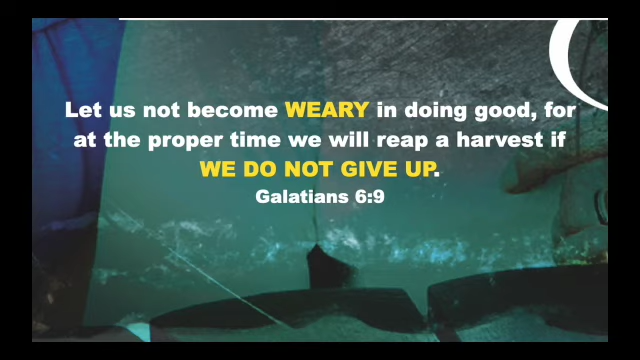 Let us not become WEARY in doing good, for
at the proper time we will reap a harvest if
WE DO NOT GIVE UP.
Galatians 6:9